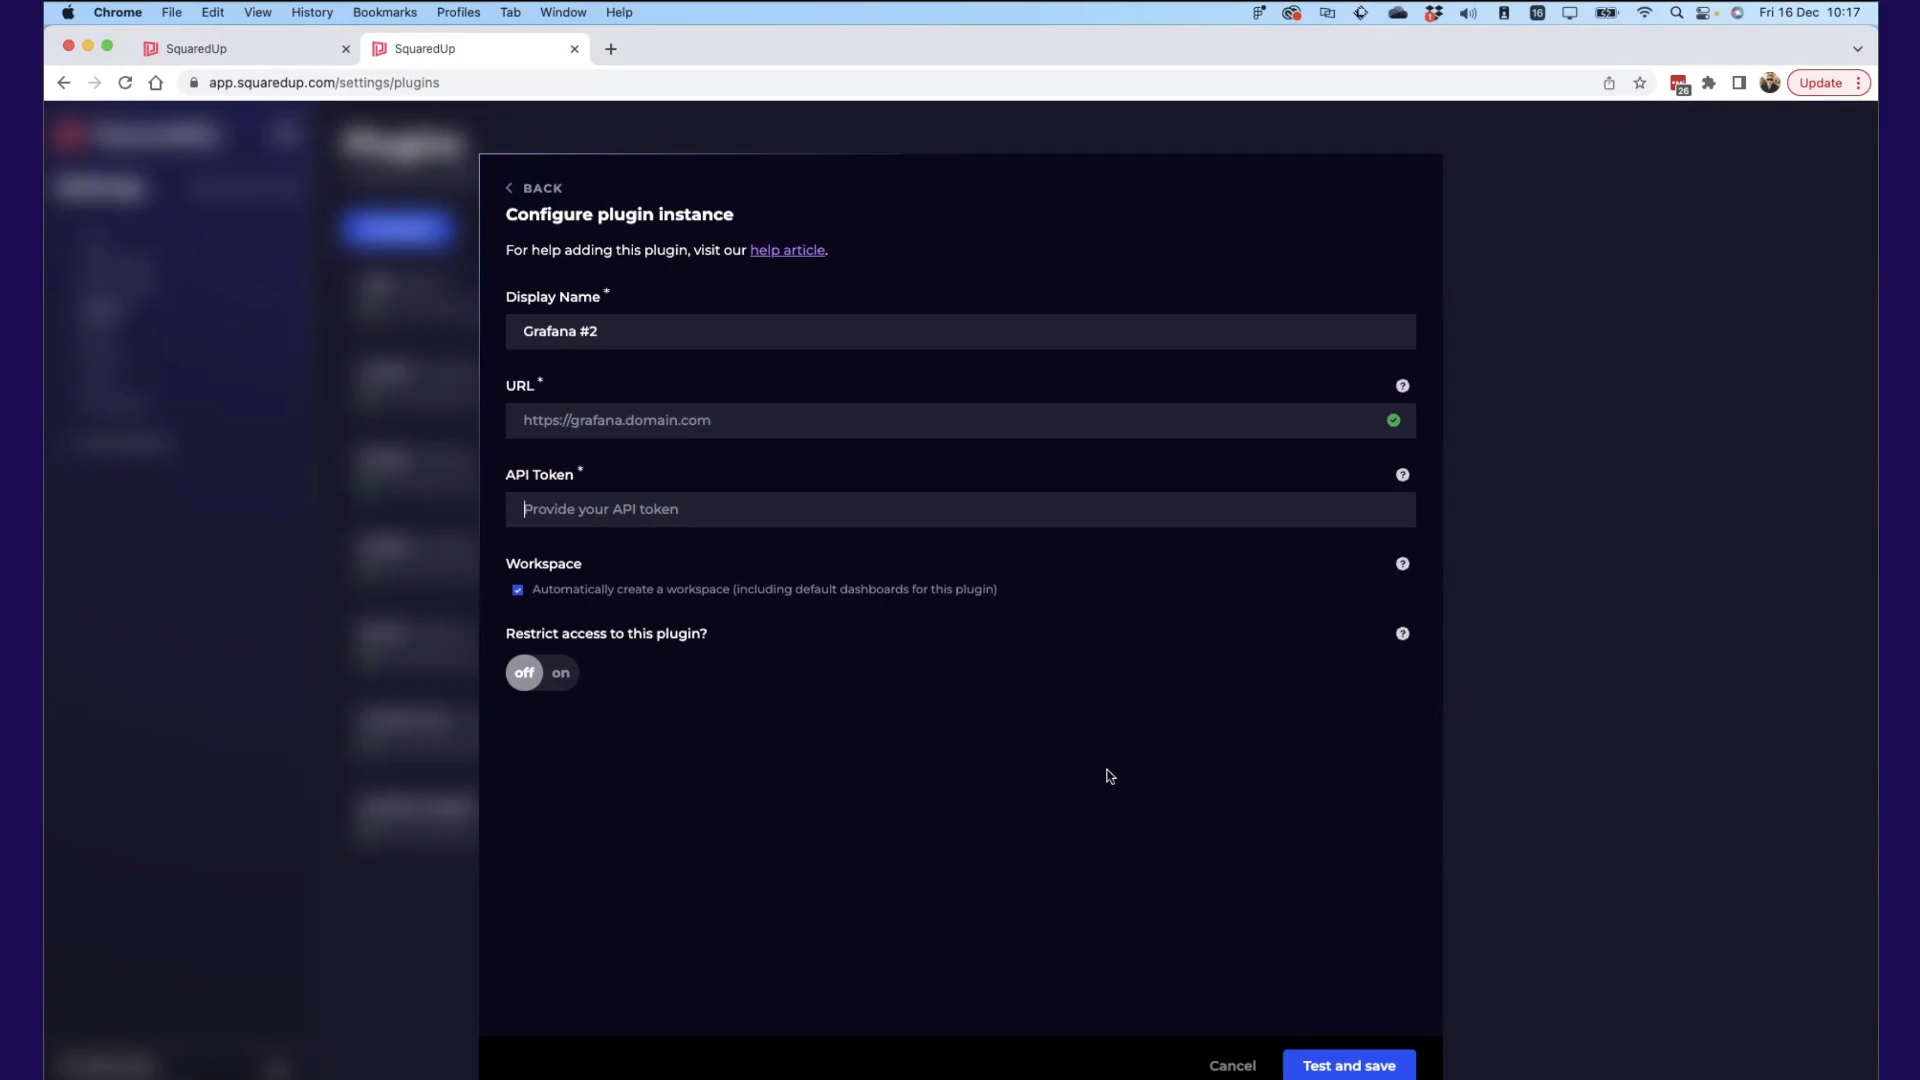 Chrome File Edit View History Bookmarks Profiles Tab Window Help 16 Fri 16 Dec 10:17
SquaredUp SquaredUp
app.squaredup.com/settings/plugins 26 Update
Plugins
BACK
Configure plugin instance
For help adding this plugin, visit our help article.
Display Name *
Grafana #2
URL *
https://grafana.domain.com
API Token *
Provide your API token
Workspace
Automatically create a workspace (including default dashboards for this plugin)
Restrict access to this plugin?
off on
Cancel Test and save